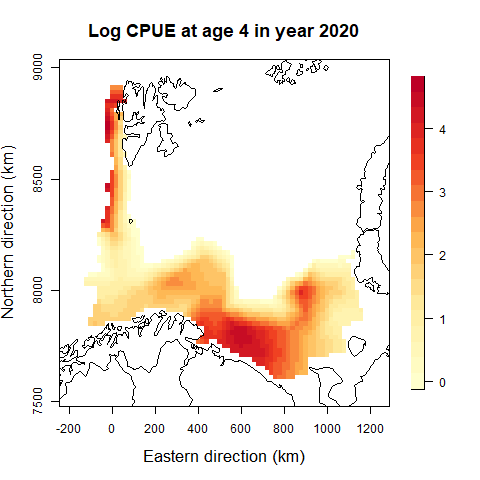 Log CPUE at age 4 in year 2020
Northern direction (km)
9000
8500
8000
7500
-200 0 200 400 600 800 1000 1200
Eastern direction (km)
4
3
2
1
0